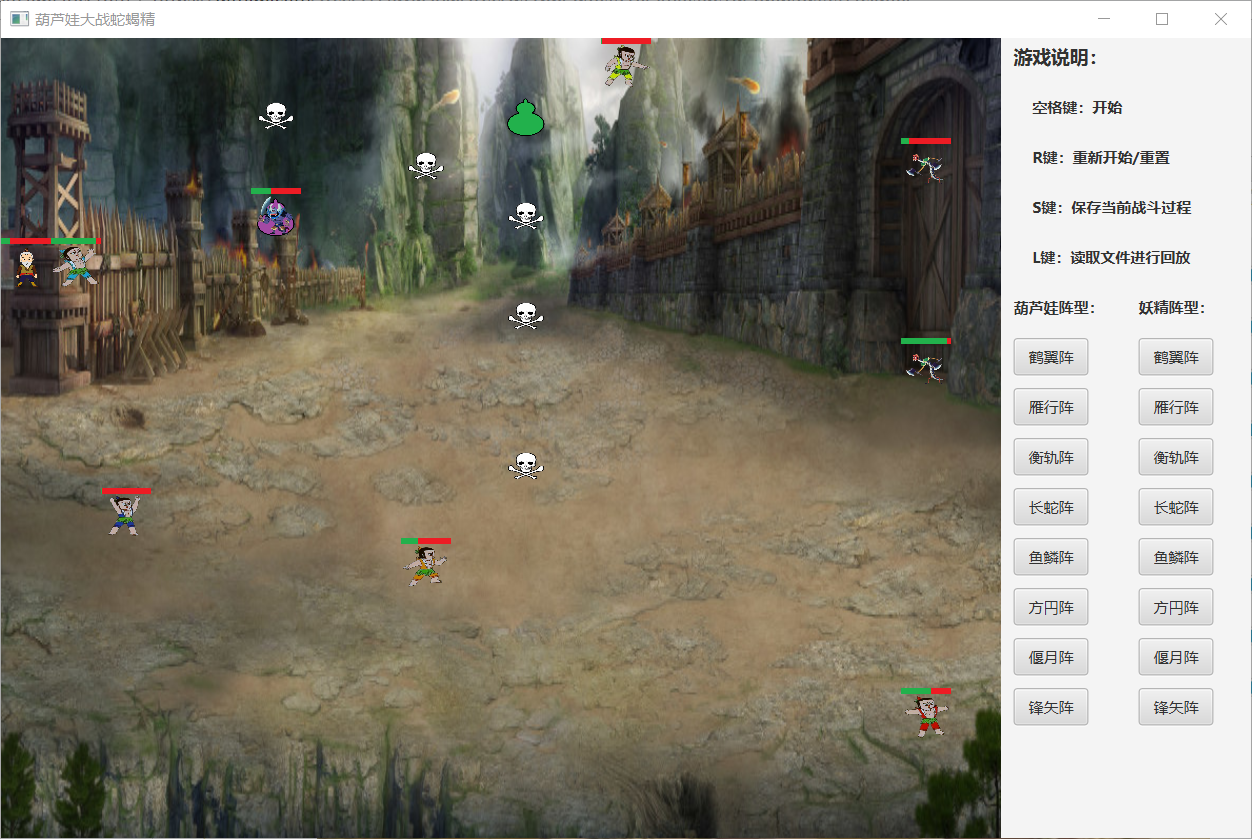 葫芦娃大战蛇蝎精
游戏说明：
空格键：开始
R键：重新开始/重置
S键：保存当前战斗过程
L键：读取文件进行回放
葫芦娃阵型： 妖精阵型：
鹤翼阵 鹤翼阵
雁行阵 雁行阵
衡轨阵 衡轨阵
长蛇阵 长蛇阵
鱼鳞阵 鱼鳞阵
方円阵 方円阵
偃月阵 偃月阵
锋矢阵 锋矢阵